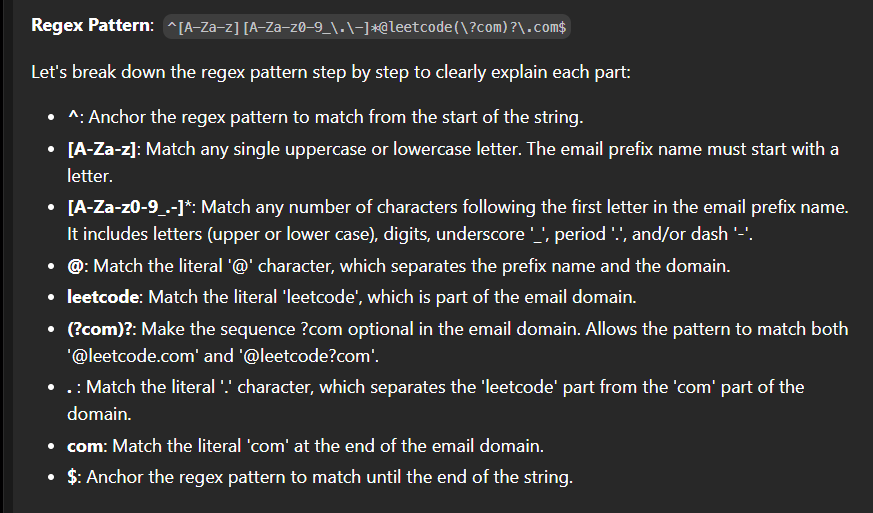 Regex Pattern: ^[A-Za-z][A-Za-z0-9_\.\-]*@leetcode(\?com)?\.com$
Let's break down the regex pattern step by step to clearly explain each part:
• ^: Anchor the regex pattern to match from the start of the string.
• [A-Za-z]: Match any single uppercase or lowercase letter. The email prefix name must start with a
letter.
• [A-Za-z0-9_.-]*: Match any number of characters following the first letter in the email prefix name.
It includes letters (upper or lower case), digits, underscore '_', period '.', and/or dash '-'.
• @: Match the literal '@' character, which separates the prefix name and the domain.
• leetcode: Match the literal 'leetcode', which is part of the email domain.
• (?com)?: Make the sequence ?com optional in the email domain. Allows the pattern to match both
'@leetcode.com' and '@leetcode?com'.
• . : Match the literal '.' character, which separates the 'leetcode' part from the 'com' part of the
domain.
• com: Match the literal 'com' at the end of the email domain.
• $: Anchor the regex pattern to match until the end of the string.